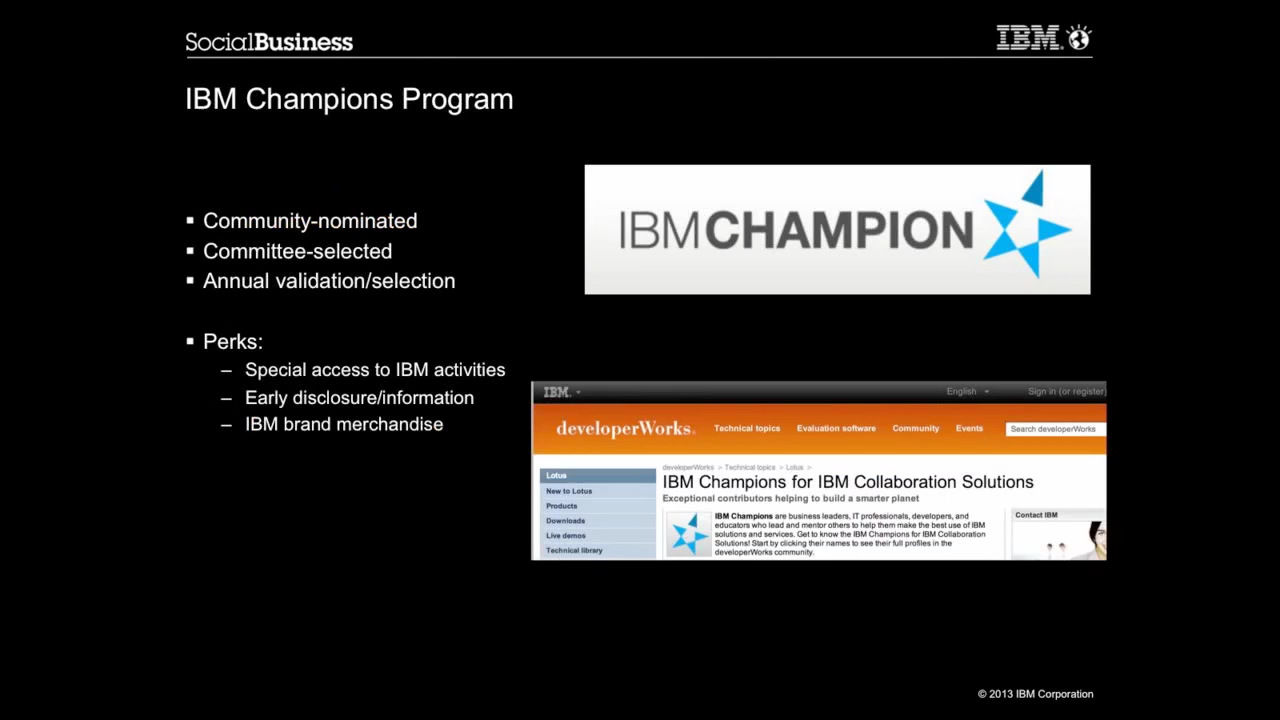 SocialBusiness
IBM®
IBM Champions Program
▪ Community-nominated
▪ Committee-selected
▪ Annual validation/selection
▪ Perks:
– Special access to IBM activities
– Early disclosure/information
– IBM brand merchandise
IBMCHAMPION
IBM.
English
Sign in (or register)
developerWorks®
Technical topics
Evaluation software
Community
Events
Search developerWorks
Lotus
New to Lotus
Products
Downloads
Live demos
Technical library
developerWorks > Technical topics > Lotus >
IBM Champions for IBM Collaboration Solutions
Exceptional contributors helping to build a smarter planet
IBM Champions are business leaders, IT professionals, developers, and
educators who lead and mentor others to help them make the best use of IBM
solutions and services. Get to know the IBM Champions for IBM Collaboration
Solutions! Start by clicking their names to see their full profiles in the
developerWorks community.
Contact IBM
© 2013 IBM Corporation